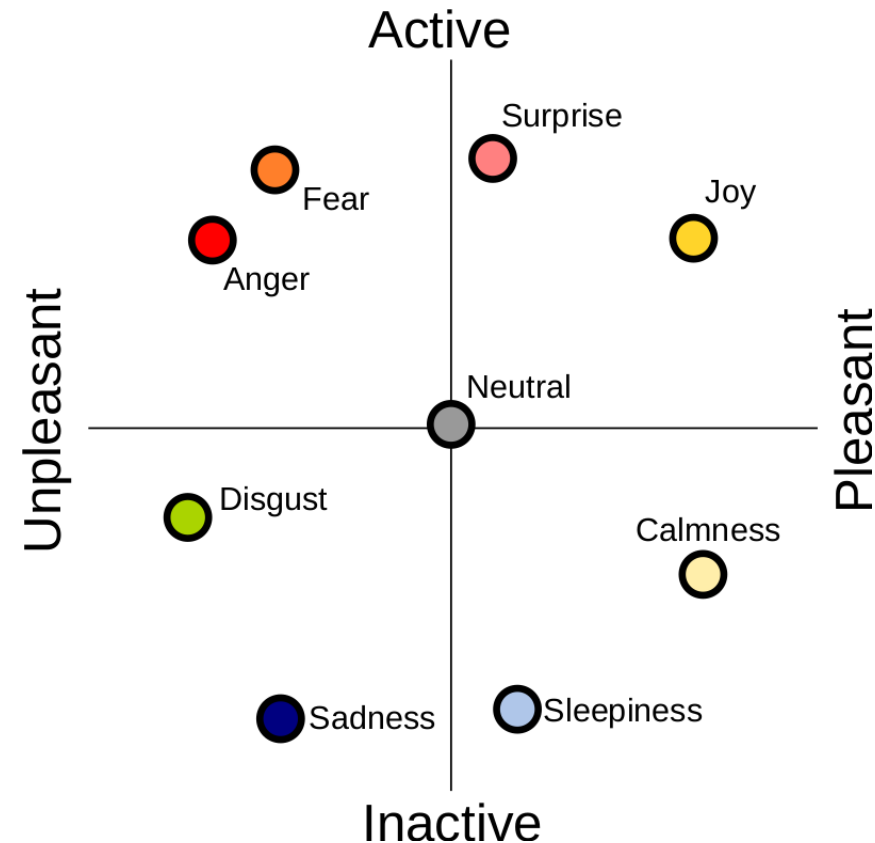 Active
Surprise
Joy
Fear
Anger
Unpleasant
Pleasant
Neutral
Disgust
Calmness
Sadness
Sleepiness
Inactive